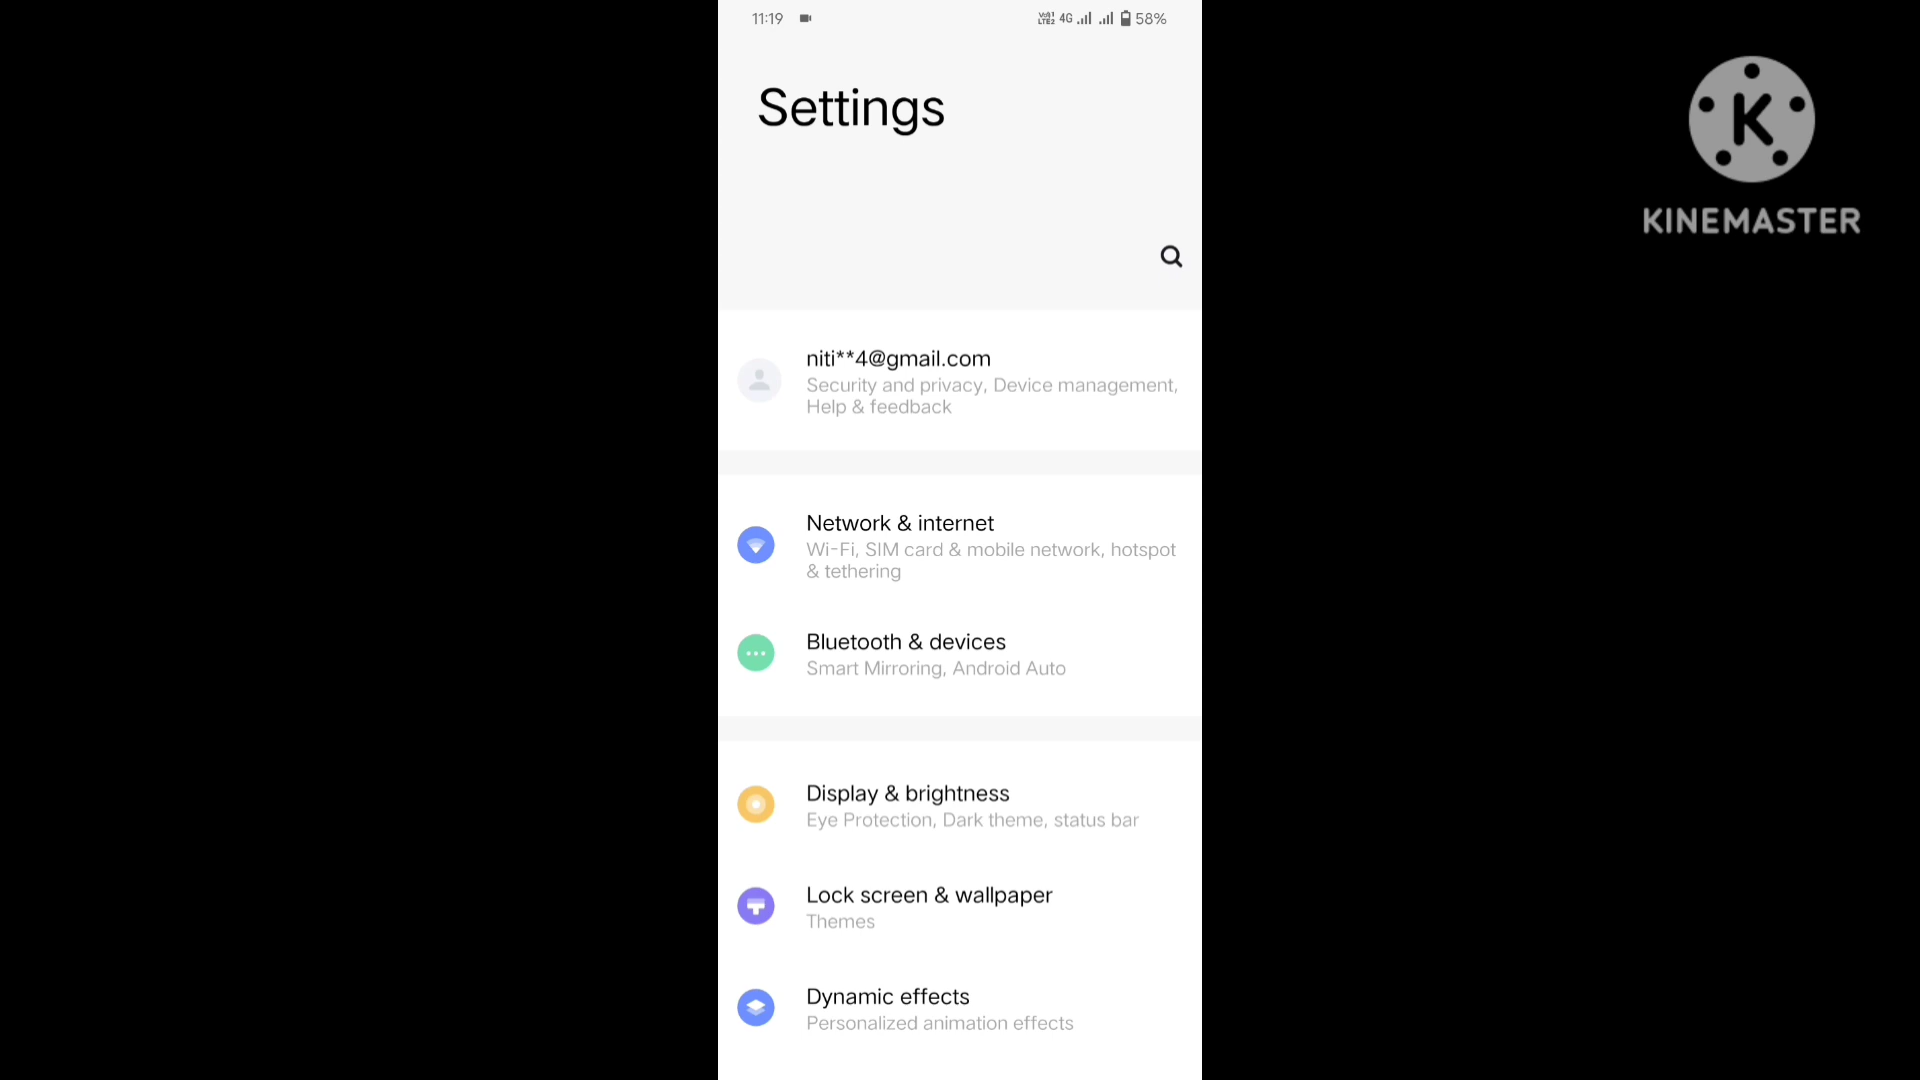 11:19 4G 58%
Settings
KINEMASTER
niti**4@gmail.com
Security and privacy, Device management,
Help & feedback
Network & internet
Wi-Fi, SIM card & mobile network, hotspot
& tethering
Bluetooth & devices
Smart Mirroring, Android Auto
Display & brightness
Eye Protection, Dark theme, status bar
Lock screen & wallpaper
Themes
Dynamic effects
Personalized animation effects